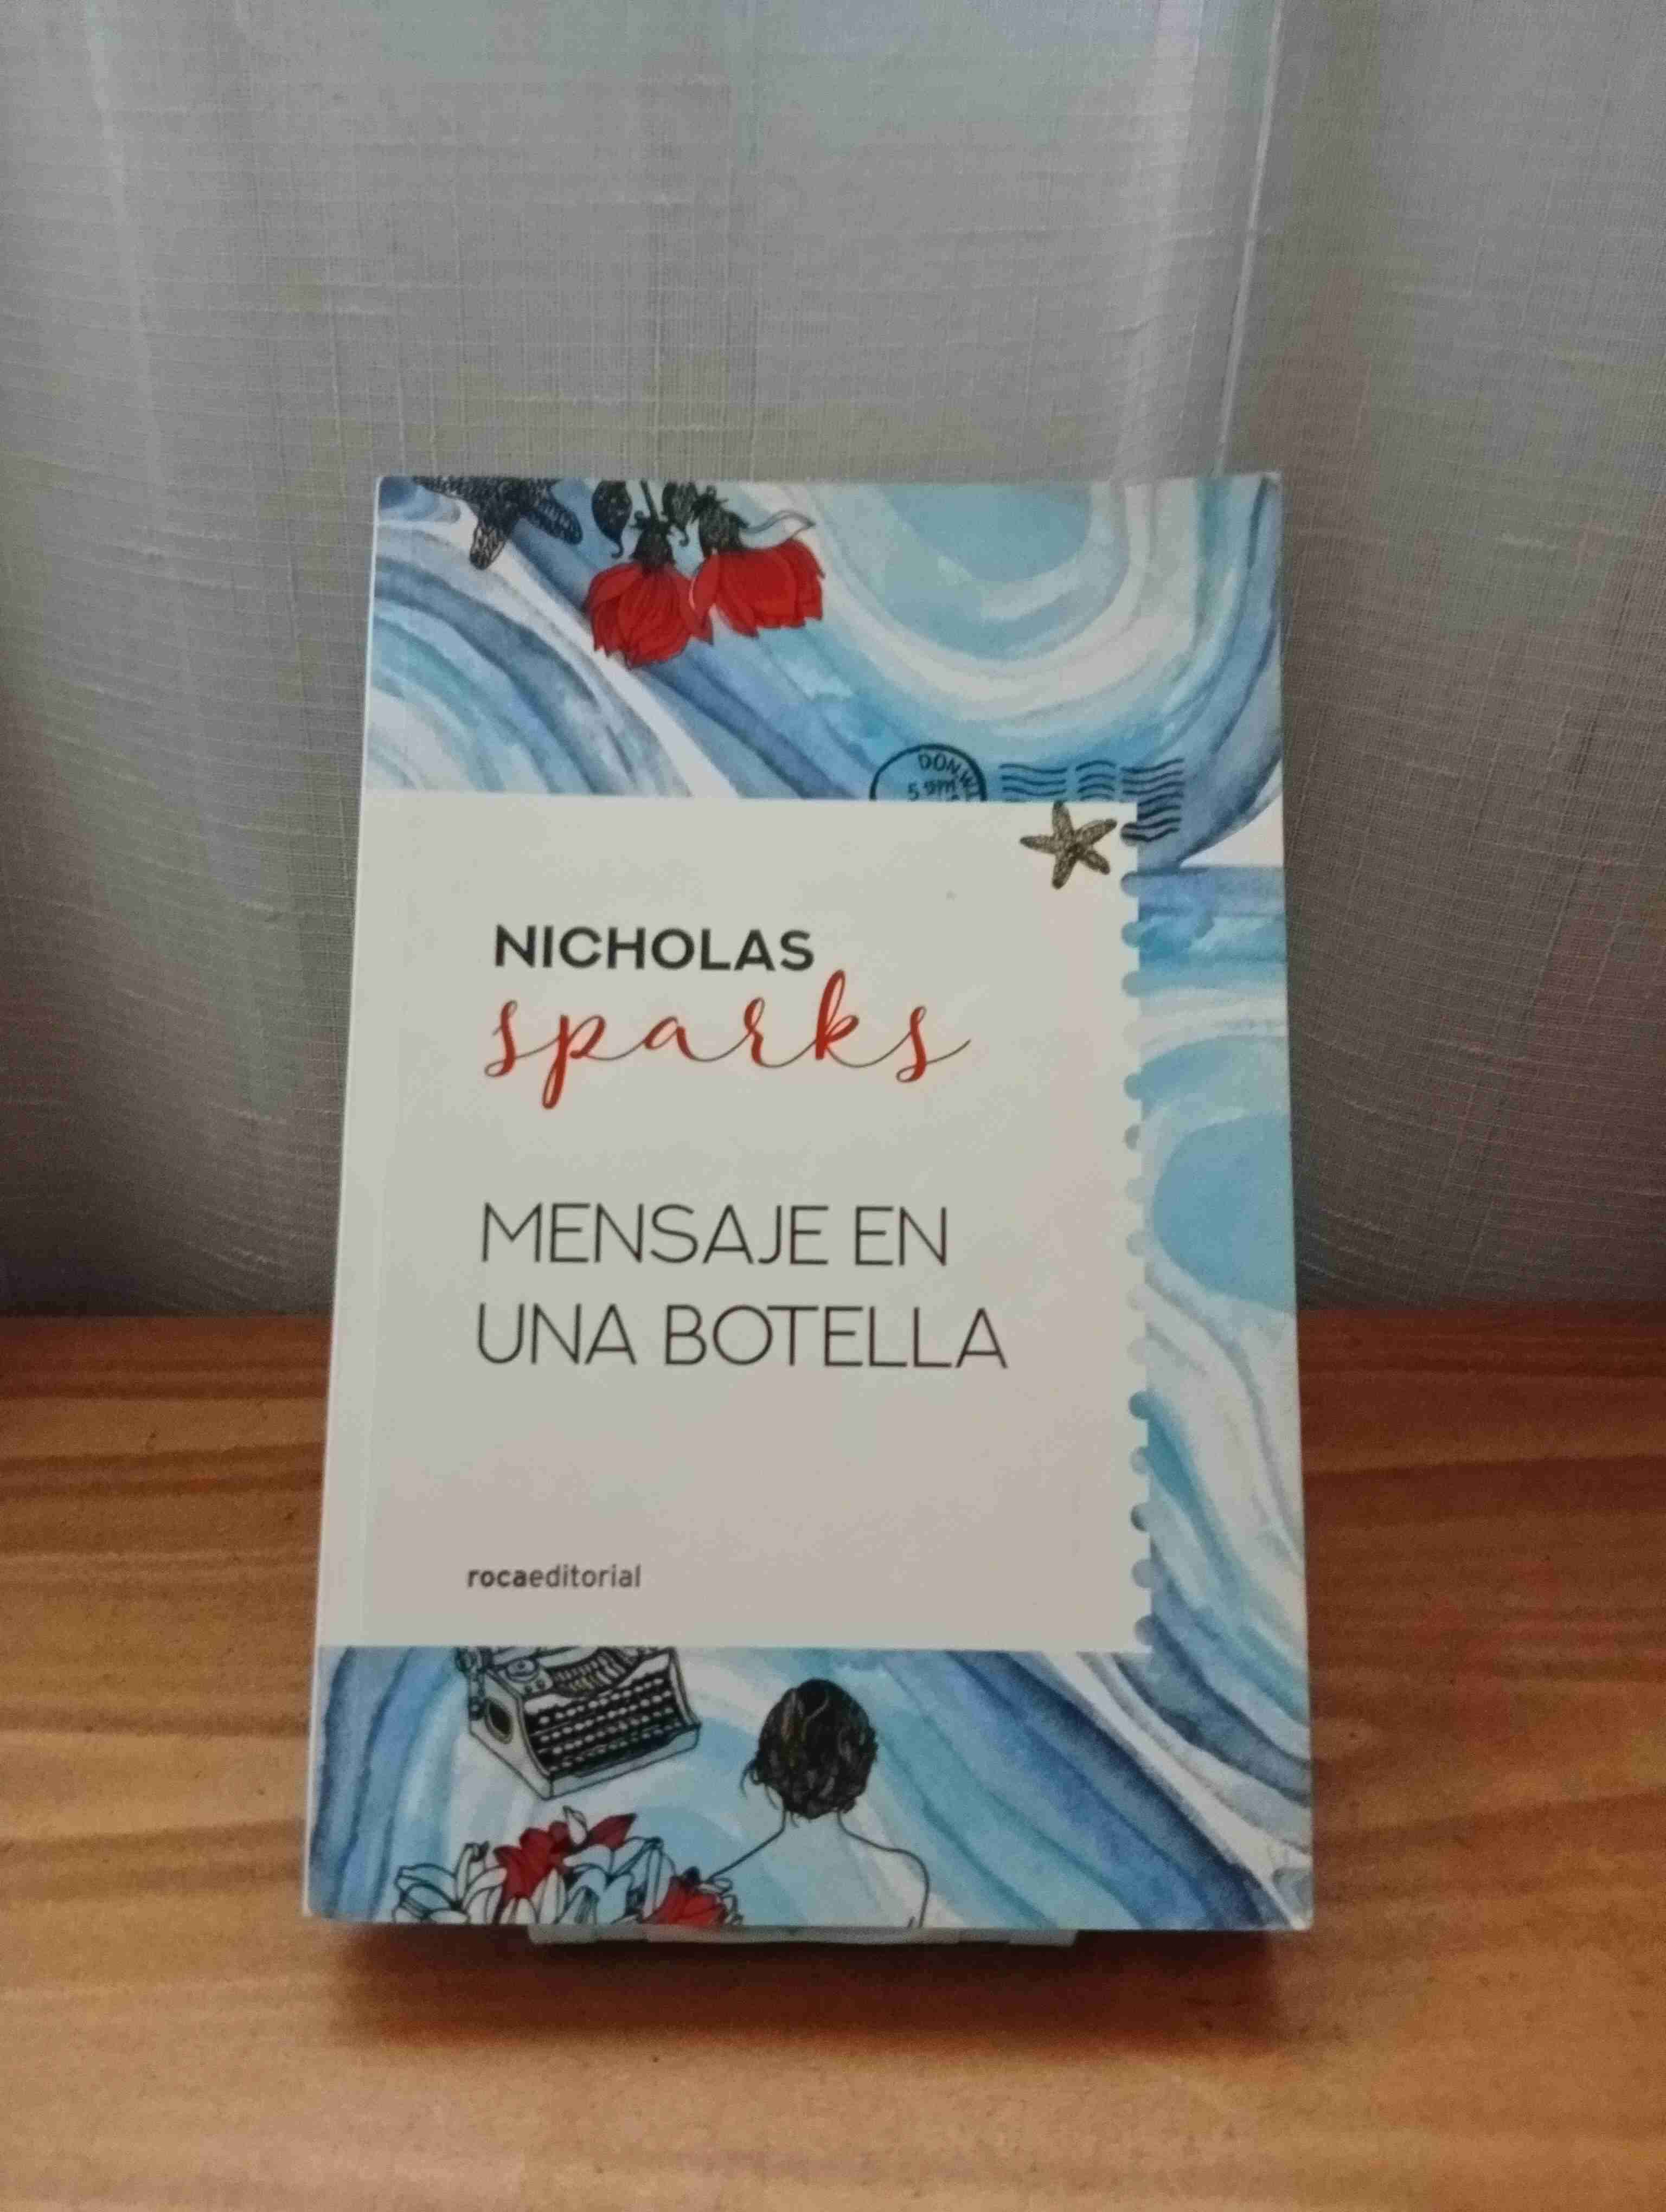 NICHOLAS
sparks
MENSAJE EN
UNA BOTELLA
rocaeditorial